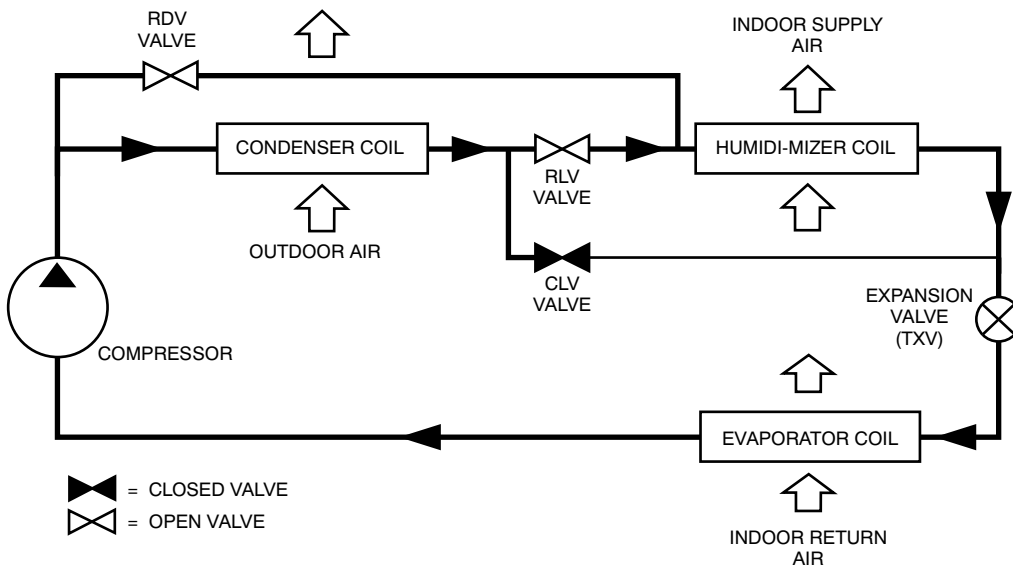 RDV
VALVE
INDOOR SUPPLY
AIR
CONDENSER COIL
HUMIDI-MIZER COIL
RLV
VALVE
OUTDOOR AIR
CLV
VALVE
EXPANSION
VALVE
(TXV)
COMPRESSOR
EVAPORATOR COIL
= CLOSED VALVE
= OPEN VALVE
INDOOR RETURN
AIR